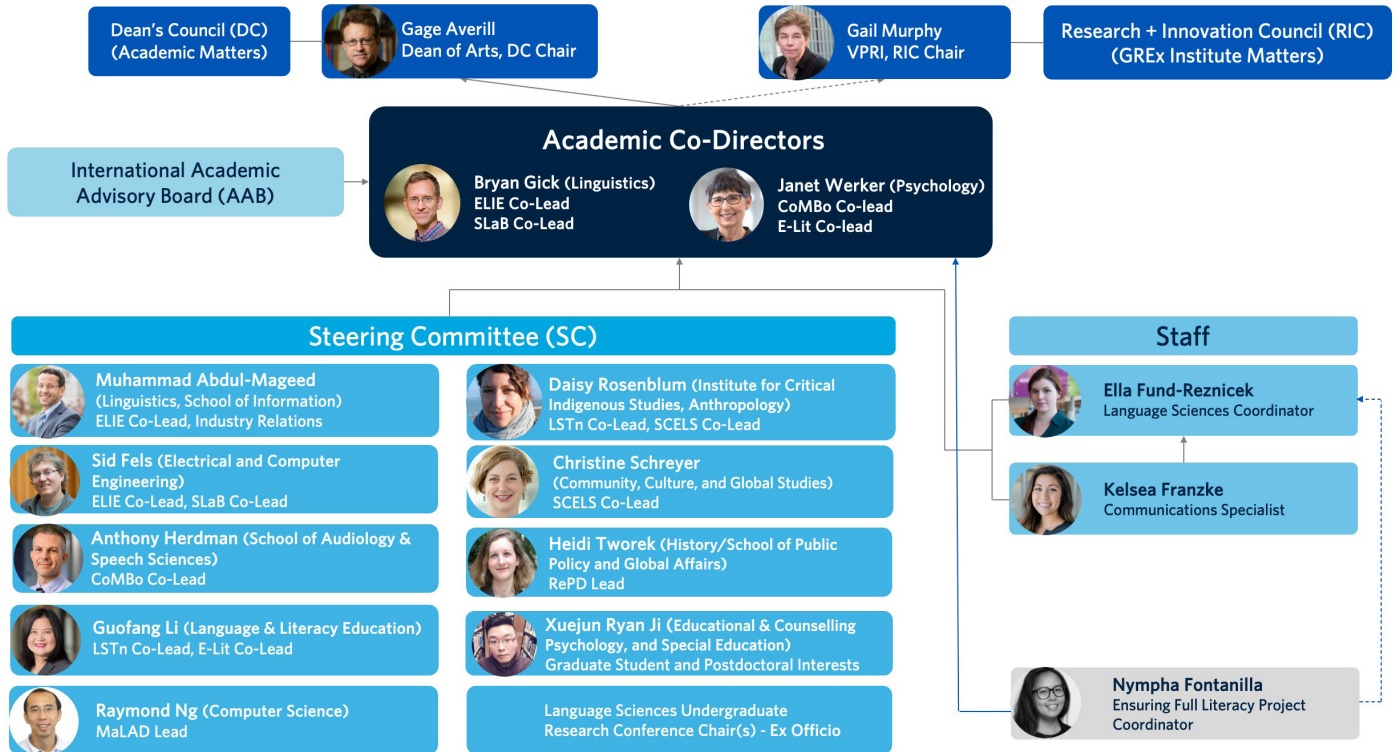 Dean's Council (DC)
(Academic Matters)
Gage Averill
Dean of Arts, DC Chair
Gail Murphy
VPRI, RIC Chair
Research + Innovation Council (RIC)
(GREx Institute Matters)
Academic Co-Directors
International Academic
Advisory Board (AAB)
Bryan Gick (Linguistics)
ELIE Co-Lead
SLaB Co-Lead
Janet Werker (Psychology)
CoMBo Co-lead
E-Lit Co-lead
Steering Committee (SC)
Muhammad Abdul-Mageed
(Linguistics, School of Information)
ELIE Co-Lead, Industry Relations
Sid Fels (Electrical and Computer
Engineering)
ELIE Co-Lead, SLaB Co-Lead
Anthony Herdman (School of Audiology &
Speech Sciences)
CoMBo Co-Lead
Guofang Li (Language & Literacy Education)
LSTn Co-Lead, E-Lit Co-Lead
Raymond Ng (Computer Science)
MaLAD Lead
Daisy Rosenblum (Institute for Critical
Indigenous Studies, Anthropology)
LSTn Co-Lead, SCELS Co-Lead
Christine Schreyer
(Community, Culture, and Global Studies)
SCELS Co-Lead
Heidi Tworek (History/School of Public
Policy and Global Affairs)
RePD Lead
Xuejun Ryan Ji (Educational & Counselling
Psychology, and Special Education)
Graduate Student and Postdoctoral Interests
Language Sciences Undergraduate
Research Conference Chair(s) - Ex Officio
Staff
Ella Fund-Reznicek
Language Sciences Coordinator
Kelsea Franzke
Communications Specialist
Nympha Fontanilla
Ensuring Full Literacy Project
Coordinator